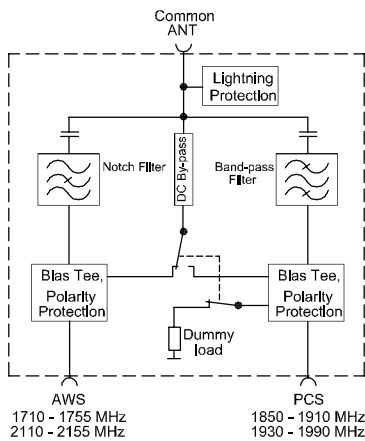 Common
ANT
Lightning
Protection
Notch Filter
DC By-pass
Band-pass
Filter
Bias Tee,
Polarity
Protection
Bias Tee,
Polarity
Protection
Dummy
load
AWS
1710 - 1755 MHz
2110 - 2155 MHz
PCS
1850 - 1910 MHz
1930 - 1990 MHz